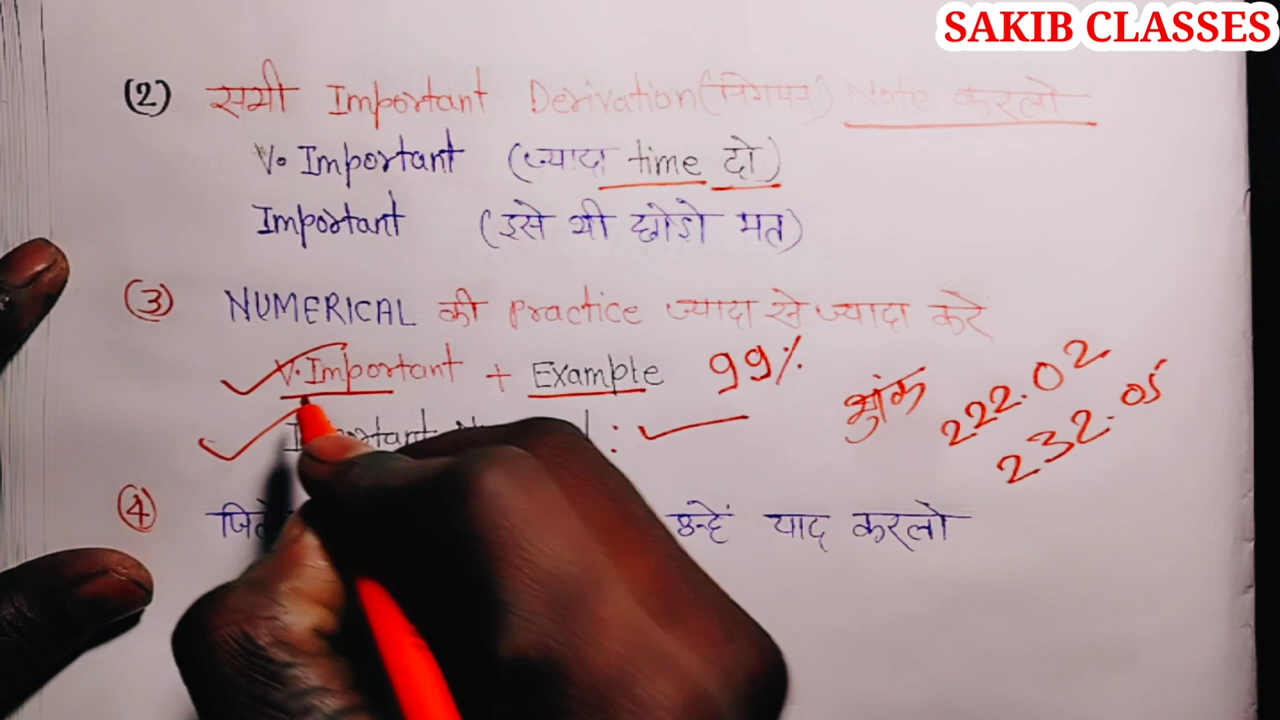 SAKIB CLASSES
(2) सभी Important Derivation (निगमन) Note करलो
V. Important (ज्यादा time दो)
Important (इसे भी छोड़ो मत)
(3) NUMERICAL की practice ज्यादा से ज्यादा करे
V. Important + Example 99%
222.02
232.05
(4) उन्हें याद करलो